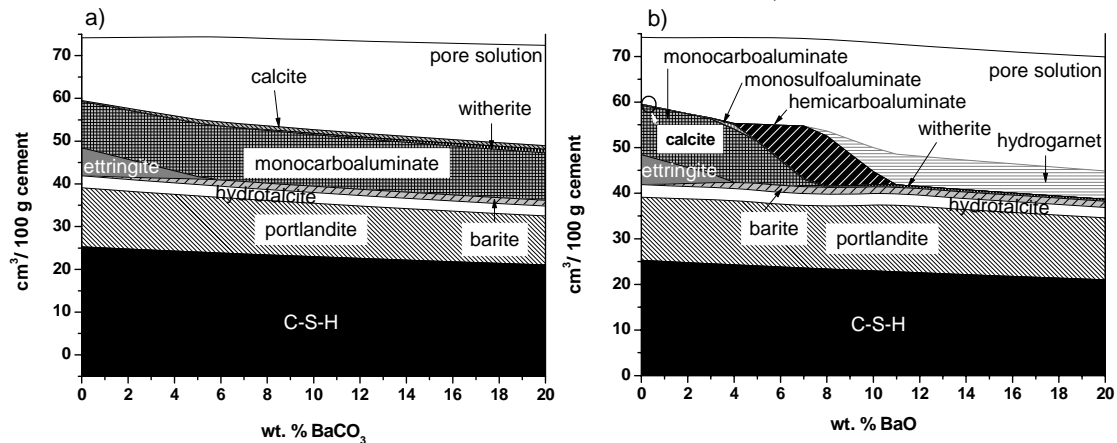 a)
cm³/ 100 g cement
70
60
50
40
30
20
10
0
pore solution
calcite
witherite
monocarboaluminate
ettringite
hydrotalcite
portlandite
barite
C-S-H
0 2 4 6 8 10 12 14 16 18 20
wt. % BaCO₃
b)
cm³/ 100 g cement
70
60
50
40
30
20
10
0
monocarboaluminate
monosulfoaluminate
pore solution
hemicarboaluminate
witherite
hydrogarnet
calcite
ettringite
hydrotalcite
barite
portlandite
C-S-H
0 2 4 6 8 10 12 14 16 18 20
wt. % BaO